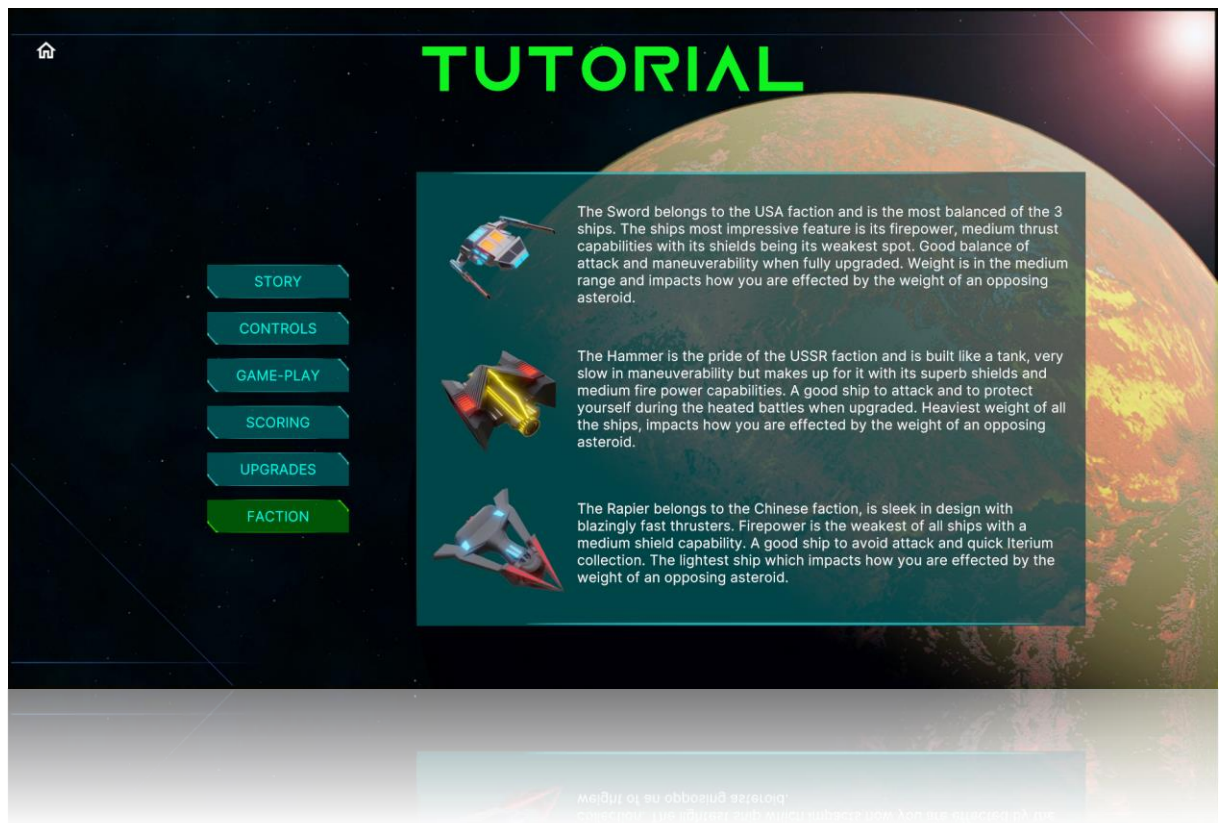 TUTORIAL
STORY
CONTROLS
GAME-PLAY
SCORING
UPGRADES
FACTION
The Sword belongs to the USA faction and is the most balanced of the 3
ships. The ships most impressive feature is its firepower, medium thrust
capabilities with its shields being its weakest spot. Good balance of
attack and maneuverability when fully upgraded. Weight is in the medium
range and impacts how you are effected by the weight of an opposing
asteroid.
The Hammer is the pride of the USSR faction and is built like a tank, very
slow in maneuverability but makes up for it with its superb shields and
medium fire power capabilities. A good ship to attack and to protect
yourself during the heated battles when upgraded. Heaviest weight of all
the ships, impacts how you are effected by the weight of an opposing
asteroid.
The Rapier belongs to the Chinese faction, is sleek in design with
blazingly fast thrusters. Firepower is the weakest of all ships with a
medium shield capability. A good ship to avoid attack and quick Iterium
collection. The lightest ship which impacts how you are effected by the
weight of an opposing asteroid.